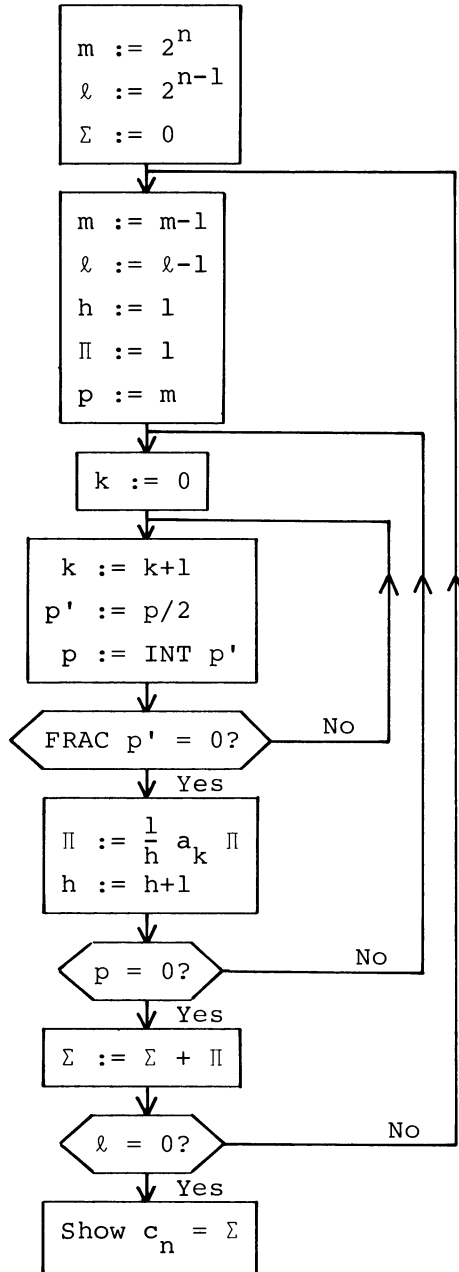 m := 2^n
ℓ := 2^{n-1}
Σ := 0
m := m-1
ℓ := ℓ-1
h := 1
Π := 1
p := m
k := 0
k := k+1
p' := p/2
p := INT p'
FRAC p' = 0?
No
Yes
Π := 1/h a_k Π
h := h+1
p = 0?
No
Yes
Σ := Σ + Π
ℓ = 0?
No
Yes
Show c_n = Σ